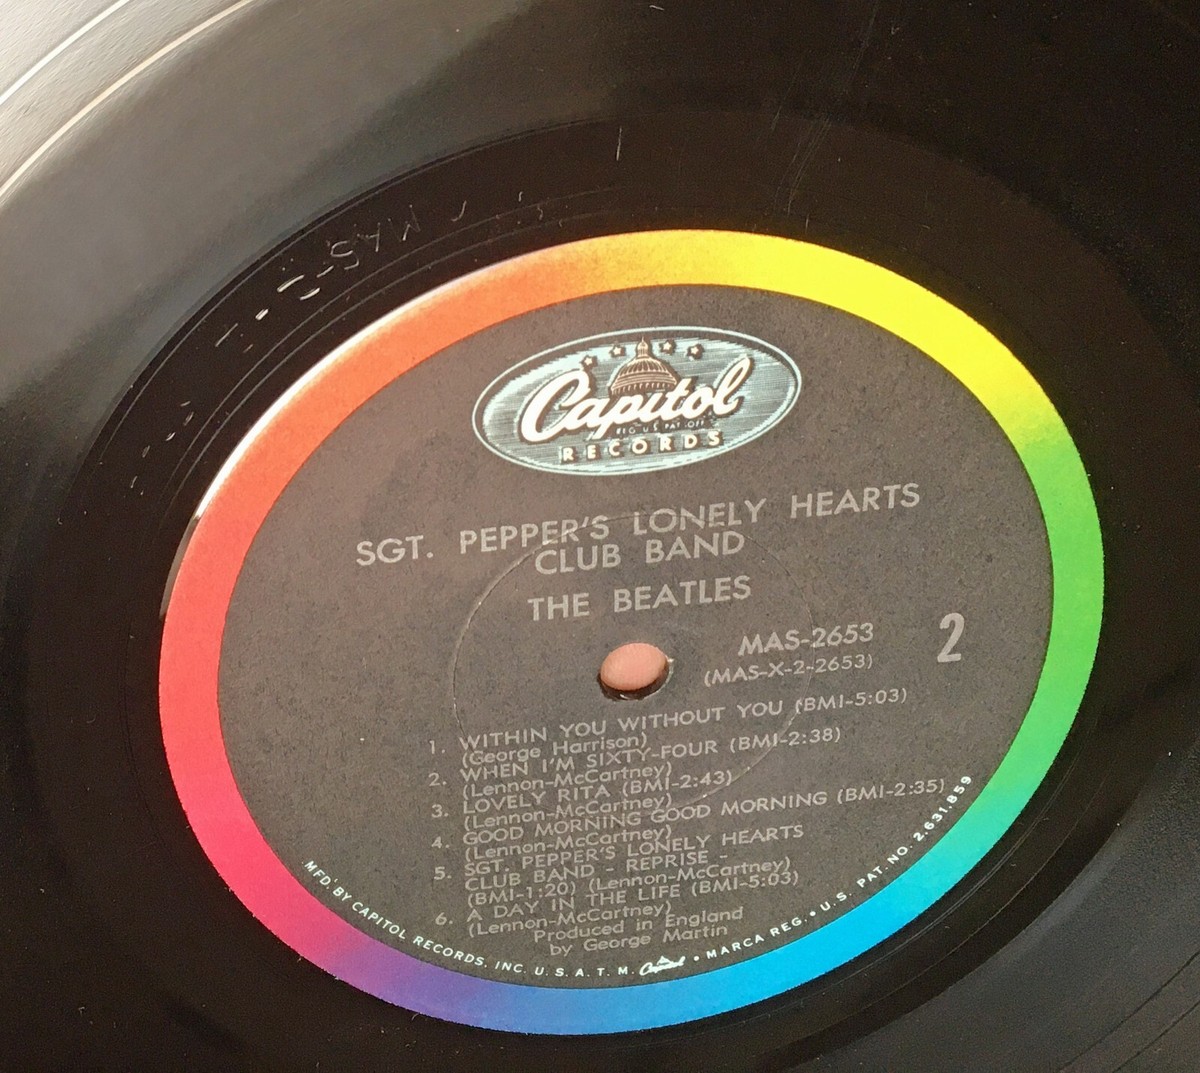 MAS-
Capitol
REG. U.S. PAT. OFF.
RECORDS
SGT. PEPPER'S LONELY HEARTS
CLUB BAND
THE BEATLES
MAS-2653
(MAS-X-2-2653)
2
1. WITHIN YOU WITHOUT YOU (BMI-5:03)
(George Harrison)
2. WHEN I'M SIXTY-FOUR (BMI-2:38)
(Lennon-McCartney)
3. LOVELY RITA (BMI-2:43)
(Lennon-McCartney)
4. GOOD MORNING GOOD MORNING (BMI-2:35)
(Lennon-McCartney)
5. SGT. PEPPER'S LONELY HEARTS
CLUB BAND - REPRISE -
(BMI-1:20) (Lennon-McCartney)
6. A DAY IN THE LIFE (BMI-5:03)
(Lennon-McCartney)
Produced in England
by George Martin
MFD. BY CAPITOL RECORDS, INC. U.S.A. T.M. Capitol • MARCA REG. • U.S. PAT. NO. 2,631,859